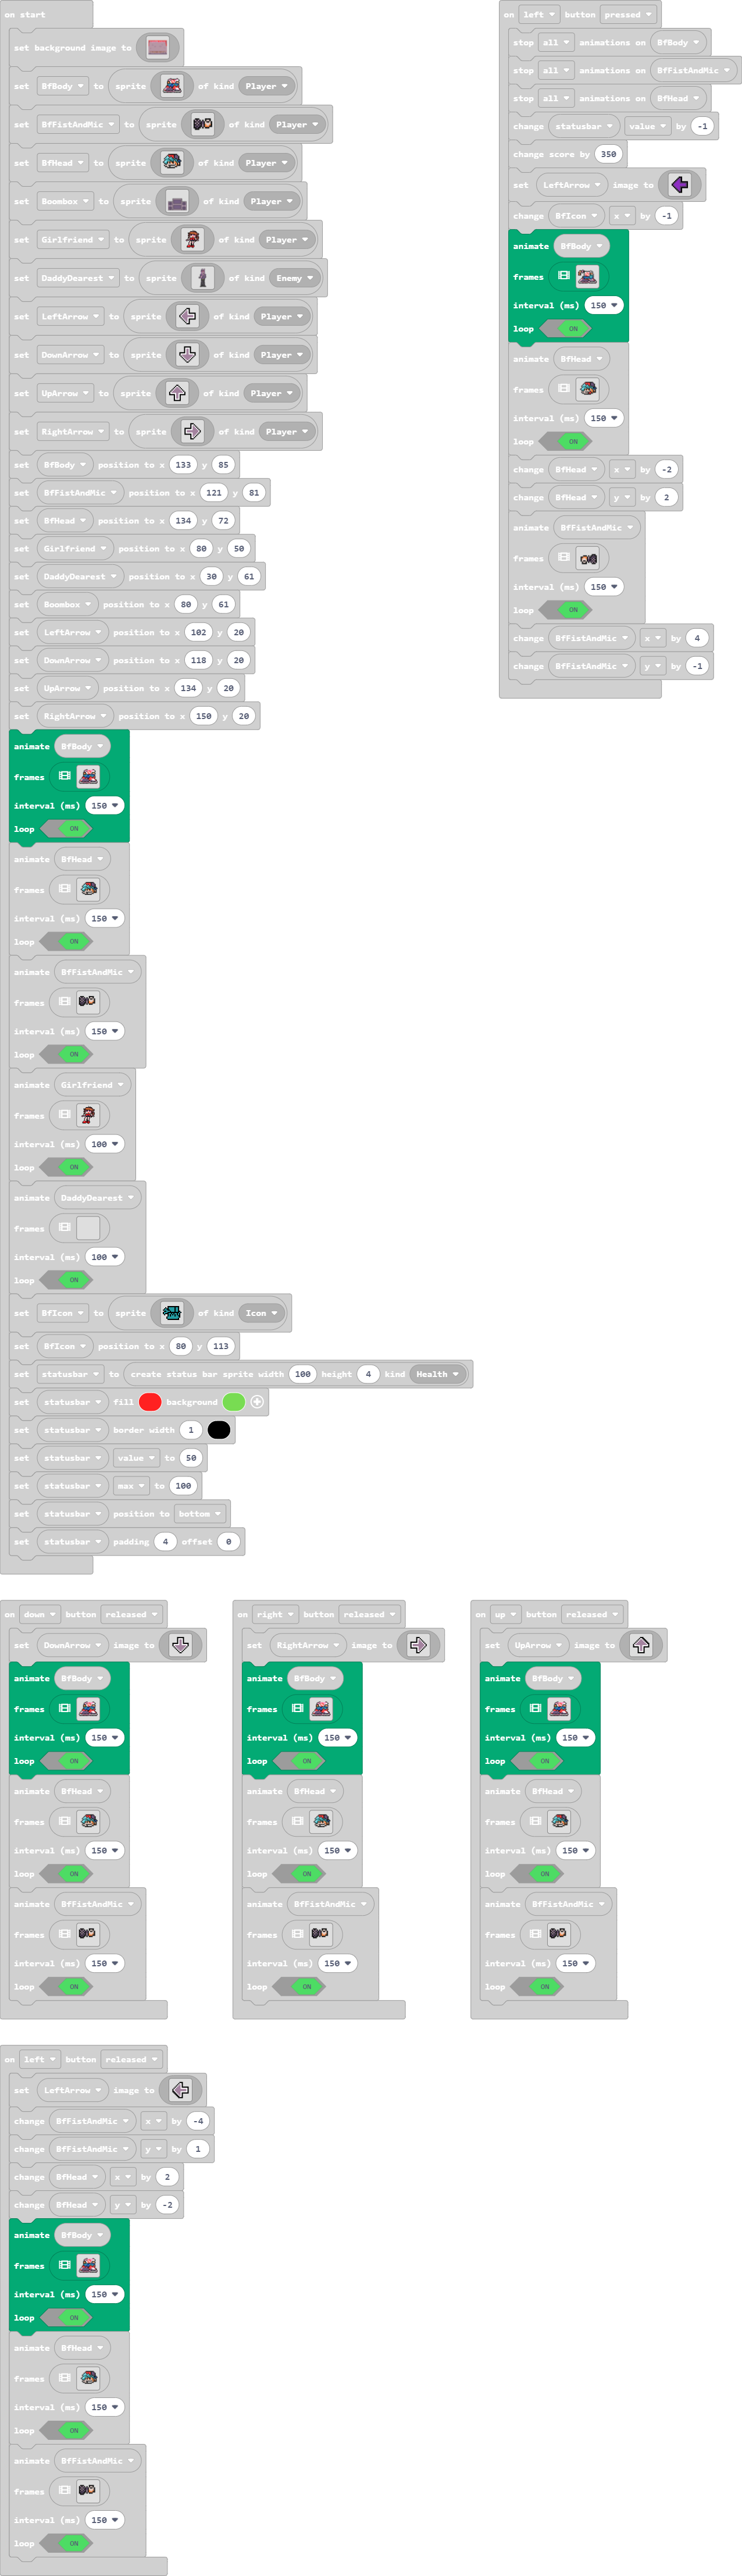 on start
set background image to
set BfBody to sprite of kind Player
set BfFistAndMic to sprite of kind Player
set BfHead to sprite of kind Player
set Boombox to sprite of kind Player
set Girlfriend to sprite of kind Player
set DaddyDearest to sprite of kind Enemy
set LeftArrow to sprite of kind Player
set DownArrow to sprite of kind Player
set UpArrow to sprite of kind Player
set RightArrow to sprite of kind Player
set BfBody position to x 133 y 85
set BfFistAndMic position to x 121 y 81
set BfHead position to x 134 y 72
set Girlfriend position to x 80 y 50
set DaddyDearest position to x 30 y 61
set Boombox position to x 80 y 61
set LeftArrow position to x 102 y 20
set DownArrow position to x 118 y 20
set UpArrow position to x 134 y 20
set RightArrow position to x 150 y 20
animate BfBody
frames
interval (ms) 150
loop ON
animate BfHead
frames
interval (ms) 150
loop ON
animate BfFistAndMic
frames
interval (ms) 150
loop ON
animate Girlfriend
frames
interval (ms) 100
loop ON
animate DaddyDearest
frames
interval (ms) 100
loop ON
set BfIcon to sprite of kind Icon
set BfIcon position to x 80 y 113
set statusbar to create status bar sprite width 100 height 4 kind Health
set statusbar fill background
set statusbar border width 1
set statusbar value to 50
set statusbar max to 100
set statusbar position to bottom
set statusbar padding 4 offset 0
on left button pressed
stop all animations on BfBody
stop all animations on BfFistAndMic
stop all animations on BfHead
change statusbar value by -1
change score by 350
set LeftArrow image to
change BfIcon x by -1
animate BfBody
frames
interval (ms) 150
loop ON
animate BfHead
frames
interval (ms) 150
loop ON
change BfHead x by -2
change BfHead y by 2
animate BfFistAndMic
frames
interval (ms) 150
loop ON
change BfFistAndMic x by 4
change BfFistAndMic y by -1
on down button released
set DownArrow image to
animate BfBody
frames
interval (ms) 150
loop ON
animate BfHead
frames
interval (ms) 150
loop ON
animate BfFistAndMic
frames
interval (ms) 150
loop ON
on right button released
set RightArrow image to
animate BfBody
frames
interval (ms) 150
loop ON
animate BfHead
frames
interval (ms) 150
loop ON
animate BfFistAndMic
frames
interval (ms) 150
loop ON
on up button released
set UpArrow image to
animate BfBody
frames
interval (ms) 150
loop ON
animate BfHead
frames
interval (ms) 150
loop ON
animate BfFistAndMic
frames
interval (ms) 150
loop ON
on left button released
set LeftArrow image to
change BfFistAndMic x by -4
change BfFistAndMic y by 1
change BfHead x by 2
change BfHead y by -2
animate BfBody
frames
interval (ms) 150
loop ON
animate BfHead
frames
interval (ms) 150
loop ON
animate BfFistAndMic
frames
interval (ms) 150
loop ON